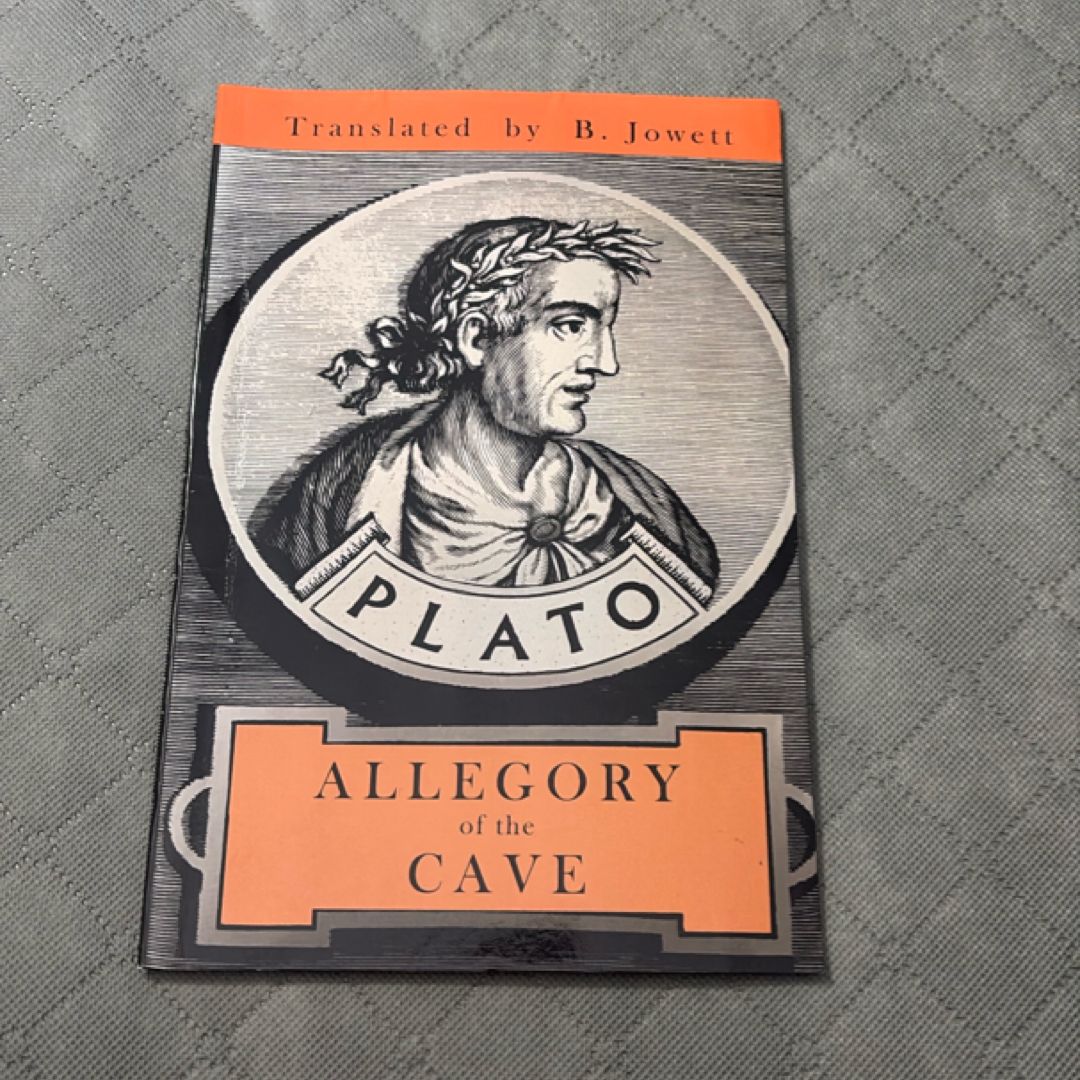 Translated by B. Jowett
PLATO
ALLEGORY
of the
CAVE